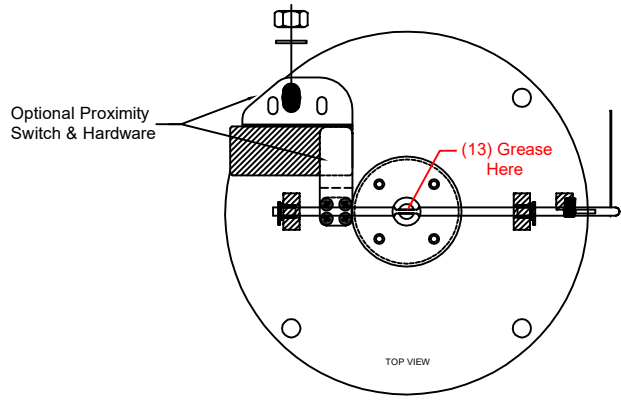 Optional Proximity
Switch & Hardware
(13) Grease
Here
TOP VIEW